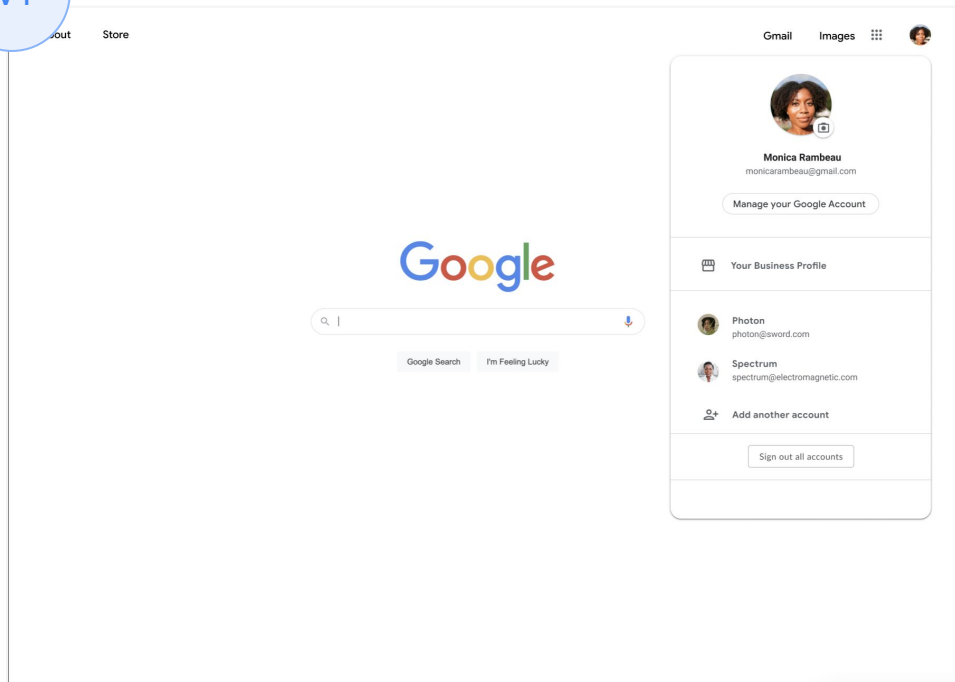 Store
Gmail
Images
Monica Rambeau
monicarambeau@gmail.com
Manage your Google Account
Google
Your Business Profile
Photon
photon@sword.com
Google Search
I'm Feeling Lucky
Spectrum
spectrum@electromagnetic.com
Add another account
Sign out all accounts